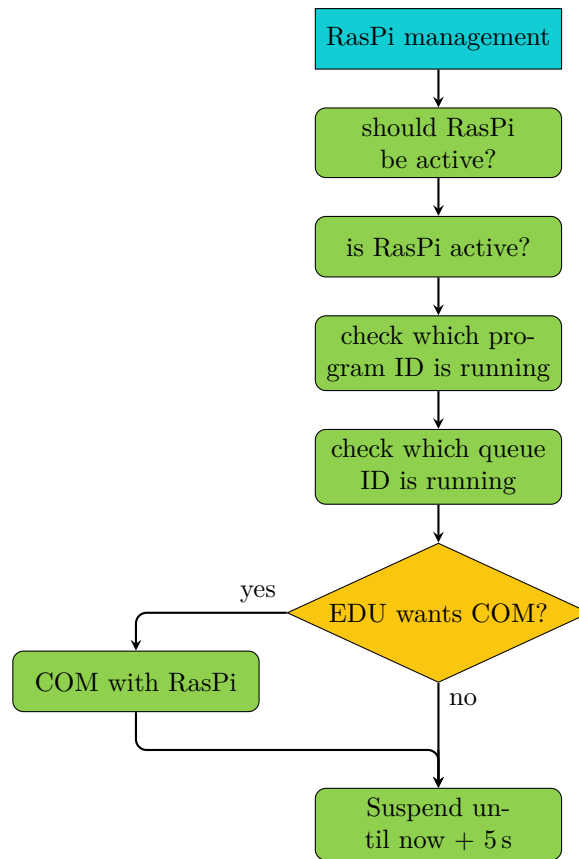 RasPi management
should RasPi
be active?
is RasPi active?
check which pro-
gram ID is running
check which queue
ID is running
yes
EDU wants COM?
COM with RasPi
no
Suspend un-
til now + 5 s